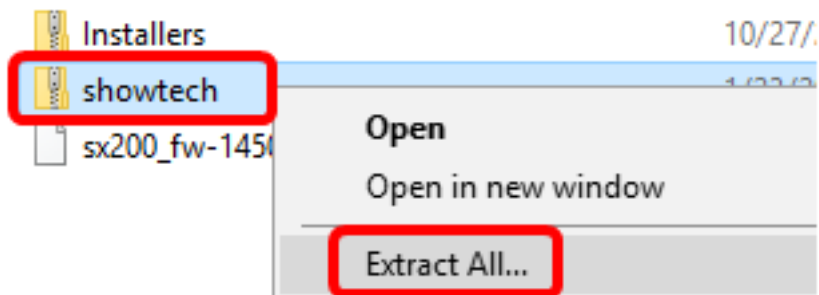 Installers 10/27/
showtech
Open
sx200_fw-145
Open in new window
Extract All...